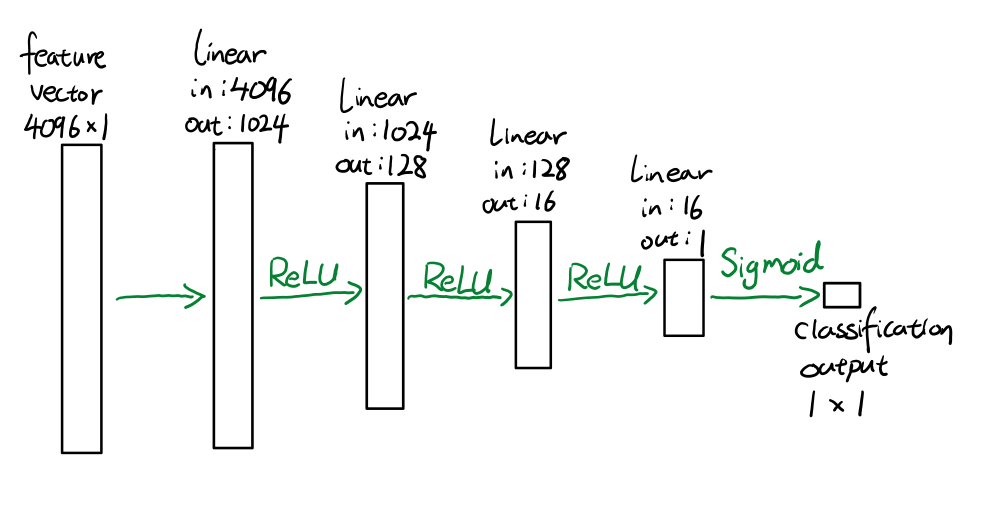 feature
vector
4096×1
Linear
in:4096
out:1024
Linear
in:1024
out:128
Linear
in:128
out:16
Linear
in:16
out:1
ReLU
ReLU
ReLU
Sigmoid
classification
output
1×1